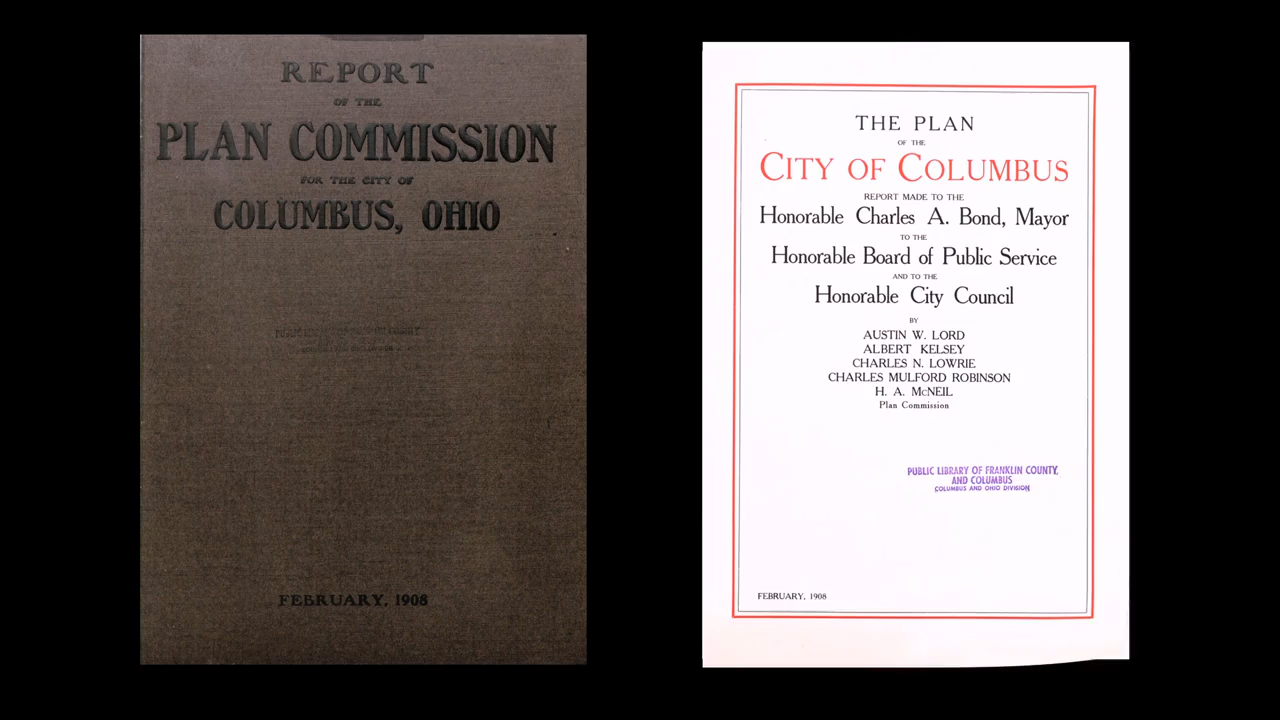 REPORT
OF THE
PLAN COMMISSION
FOR THE CITY OF
COLUMBUS, OHIO
FEBRUARY, 1908
THE PLAN
OF THE
CITY OF COLUMBUS
REPORT MADE TO THE
Honorable Charles A. Bond, Mayor
TO THE
Honorable Board of Public Service
AND TO THE
Honorable City Council
BY
AUSTIN W. LORD
ALBERT KELSEY
CHARLES N. LOWRIE
CHARLES MULFORD ROBINSON
H. A. McNEIL
Plan Commission
PUBLIC LIBRARY OF FRANKLIN COUNTY,
AND COLUMBUS
COLUMBUS AND OHIO DIVISION
FEBRUARY, 1908